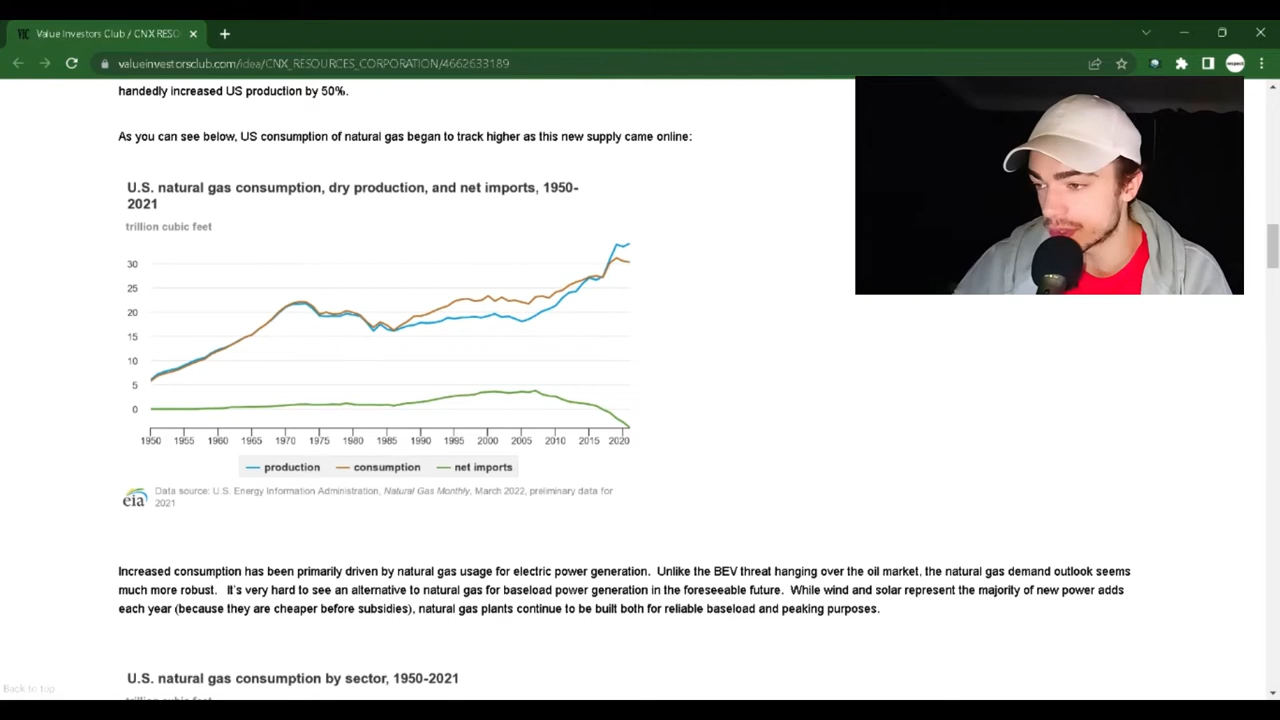 Value Investors Club / CNX RESO
valueinvestorsclub.com/idea/CNX_RESOURCES_CORPORATION/4662633189
handedly increased US production by 50%.
As you can see below, US consumption of natural gas began to track higher as this new supply came online:
U.S. natural gas consumption, dry production, and net imports, 1950-
2021
trillion cubic feet
30
25
20
15
10
5
0
1950 1955 1960 1965 1970 1975 1980 1985 1990 1995 2000 2005 2010 2015 2020
production consumption net imports
eia
Data source: U.S. Energy Information Administration, Natural Gas Monthly, March 2022, preliminary data for
2021
Increased consumption has been primarily driven by natural gas usage for electric power generation. Unlike the BEV threat hanging over the oil market, the natural gas demand outlook seems
much more robust. It's very hard to see an alternative to natural gas for baseload power generation in the foreseeable future. While wind and solar represent the majority of new power adds
each year (because they are cheaper before subsidies), natural gas plants continue to be built both for reliable baseload and peaking purposes.
U.S. natural gas consumption by sector, 1950-2021
trillion cubic feet
Back to top